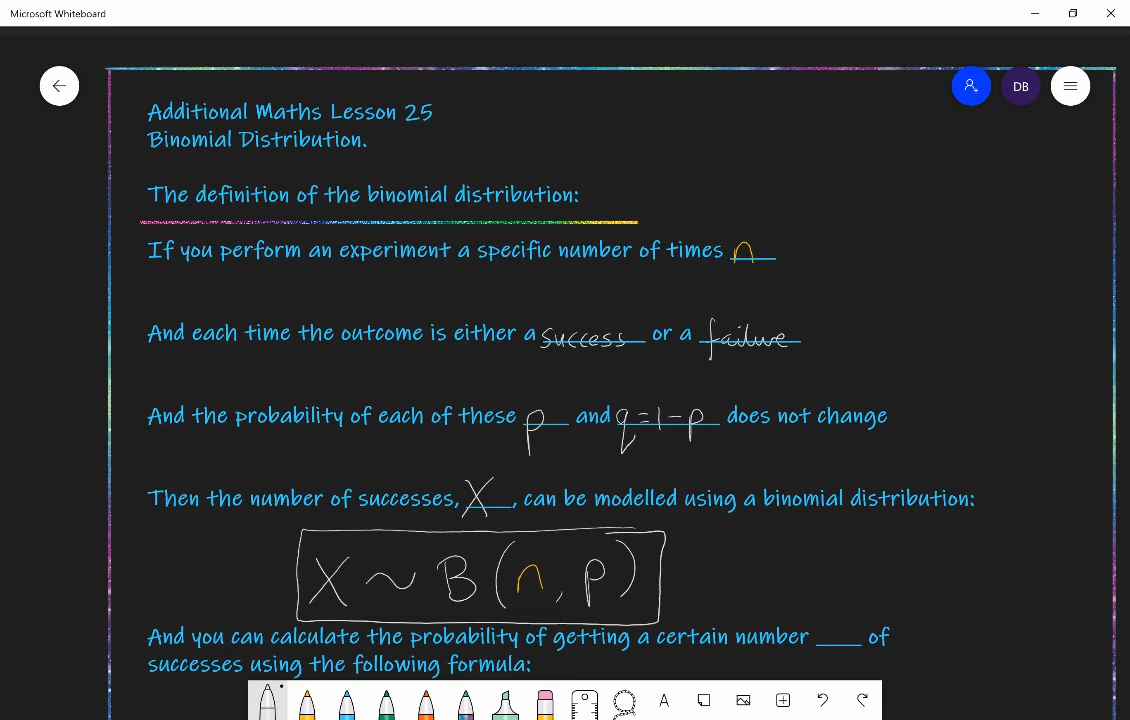 Microsoft Whiteboard
DB
Additional Maths Lesson 25
Binomial Distribution.
The definition of the binomial distribution:
If you perform an experiment a specific number of times n
And each time the outcome is either a success or a failure
And the probability of each of these p and q = 1 - p does not change
Then the number of successes, X, can be modelled using a binomial distribution:
X ~ B (n, p)
And you can calculate the probability of getting a certain number ____ of
successes using the following formula:
A